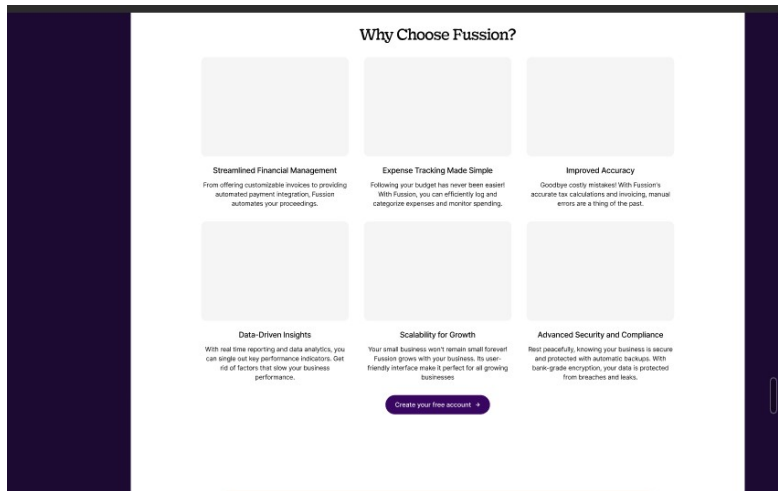 Why Choose Fussion?
Streamlined Financial Management
From offering customizable invoices to providing
automated payment integration, Fussion
automates your proceedings.
Expense Tracking Made Simple
Following your budget has never been easier!
With Fussion, you can efficiently log and
categorize expenses and monitor spending.
Improved Accuracy
Goodbye costly mistakes! With Fussion's
accurate tax calculations and invoicing, manual
errors are a thing of the past.
Data-Driven Insights
With real time reporting and data analytics, you
can single out key performance indicators. Get
rid of factors that slow your business
performance.
Scalability for Growth
Your small business won't remain small forever!
Fussion grows with your business. Its user-
friendly interface make it perfect for all growing
businesses
Advanced Security and Compliance
Rest peacefully, knowing your business is secure
and protected with automatic backups. With
bank-grade encryption, your data is protected
from breaches and leaks.
Create your free account →